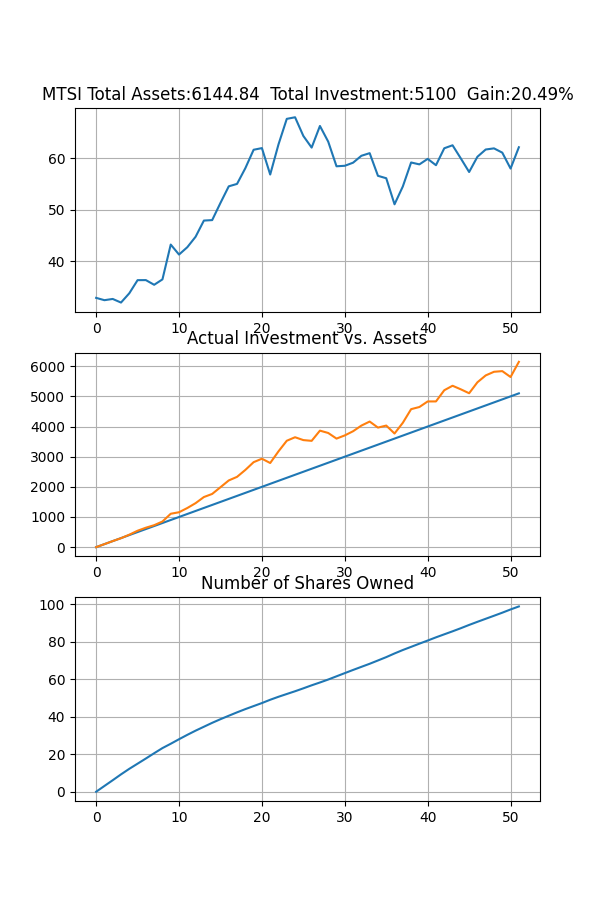 MTSI Total Assets:6144.84  Total Investment:5100  Gain:20.49%
60
50
40
0 10 20 30 40 50
Actual Investment vs. Assets
6000
5000
4000
3000
2000
1000
0
0 10 20 30 40 50
Number of Shares Owned
100
80
60
40
20
0
0 10 20 30 40 50